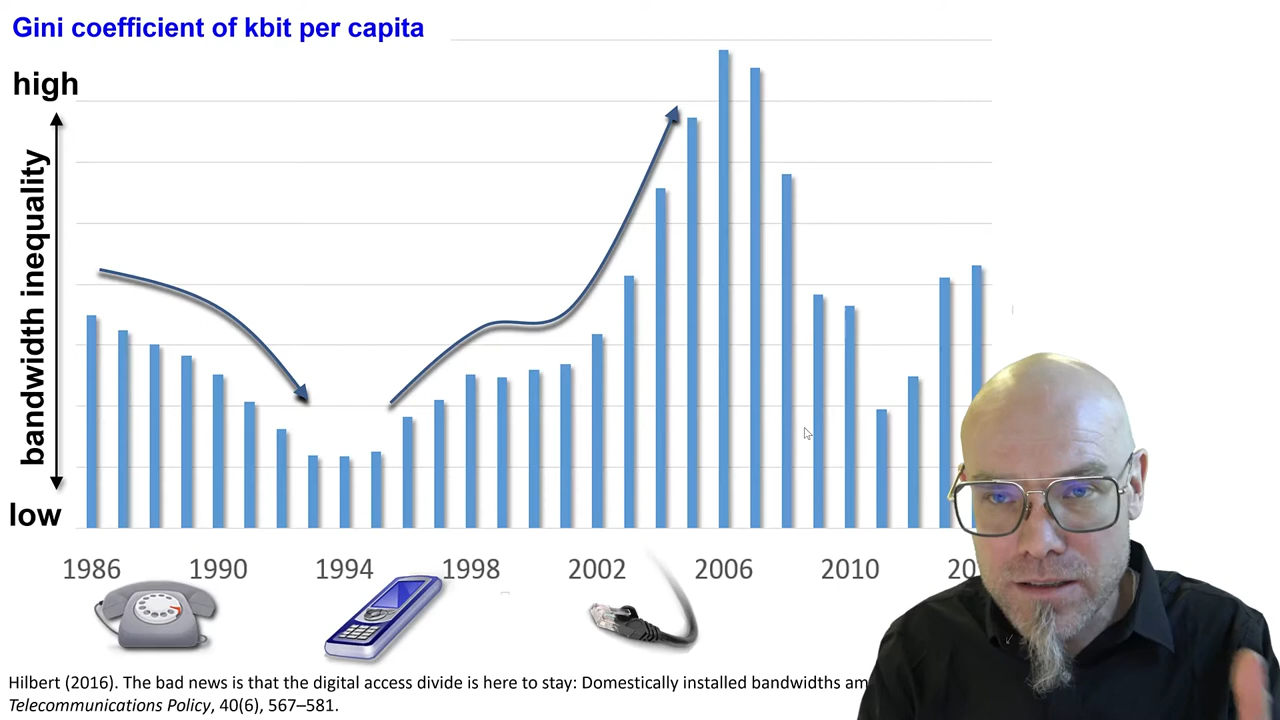 Gini coefficient of kbit per capita
high
bandwidth inequality
low
1986 1990 1994 1998 2002 2006 2010
Hilbert (2016). The bad news is that the digital access divide is here to stay: Domestically installed bandwidths
Telecommunications Policy, 40(6), 567–581.